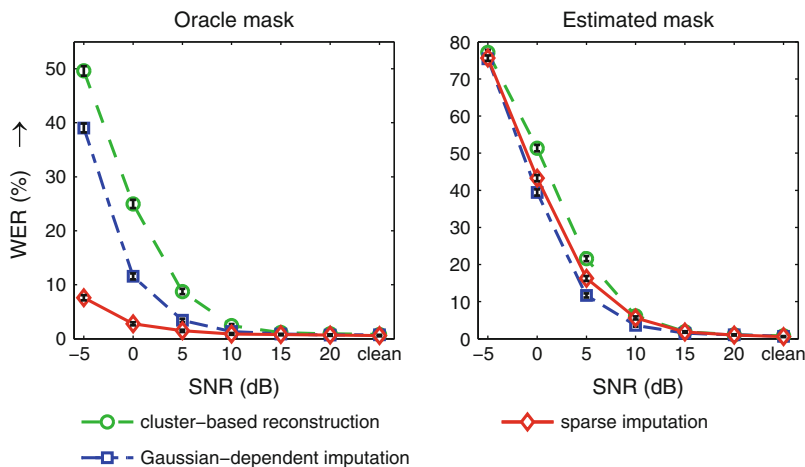 Oracle mask
Estimated mask
WER (%) →
50
40
30
20
10
0
−5 0 5 10 15 20 clean
SNR (dB)
80
70
60
50
40
30
20
10
0
−5 0 5 10 15 20 clean
SNR (dB)
cluster−based reconstruction
sparse imputation
Gaussian−dependent imputation